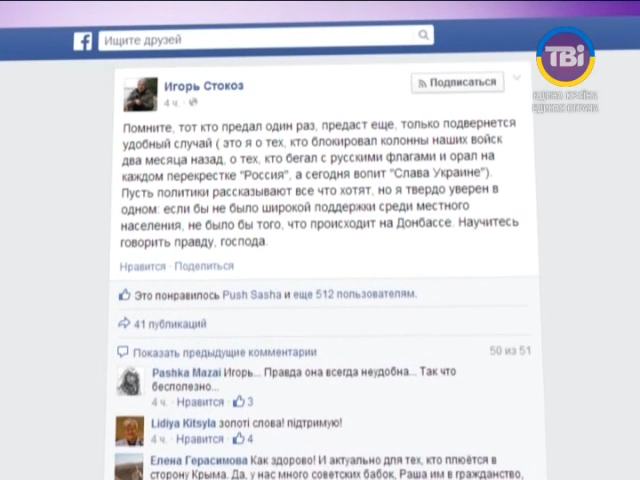 Ищите друзей
ТВі
ЄДИНА КРАЇНА
ЕДИНАЯ СТРАНА
Игорь Стокоз
4 ч. ·
Подписаться
Помните, тот кто предал один раз, предаст еще, только подвернется
удобный случай ( это я о тех, кто блокировал колонны наших войск
два месяца назад, о тех, кто бегал с русскими флагами и орал на
каждом перекрестке "Россия", а сегодня вопит "Слава Украине").
Пусть политики рассказывают все что хотят, но я твердо уверен в
одном: если бы не было широкой поддержки среди местного
населения, не было бы того, что происходит на Донбассе. Научитесь
говорить правду, господа.
Нравится · Поделиться
Это понравилось Push Sasha и еще 512 пользователям.
41 публикаций
Показать предыдущие комментарии 50 из 51
Pashka Mazai Игорь... Правда она всегда неудобна... Так что
бесполезно...
4 ч. · Нравится · 3
Lidiya Kitsyla золоті слова! підтримую!
4 ч. · Нравится · 4
Елена Герасимова Как здорово! И актуально для тех, кто плюётся в
сторону Крыма. Да, у нас много советских бабок, Раша им в гражданство,